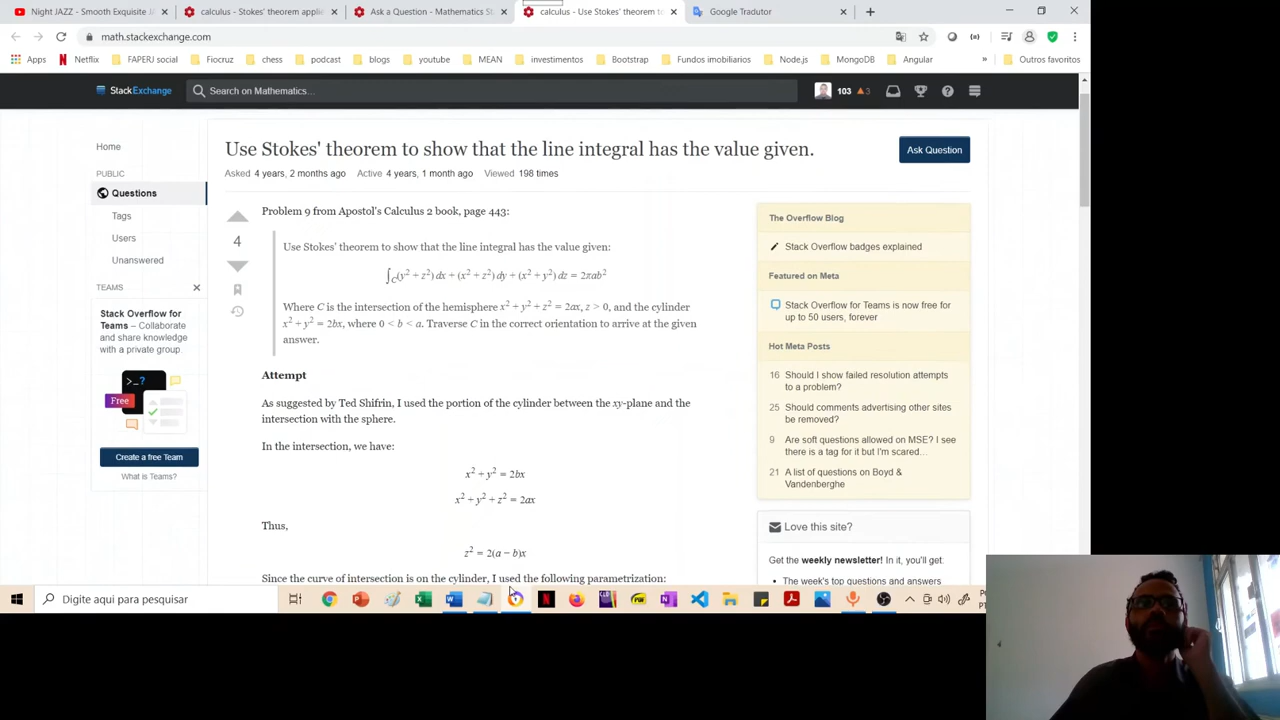 Night JAZZ - Smooth Exquisite JA
calculus - Stokes' theorem applie
Ask a Question - Mathematics St
calculus - Use Stokes' theorem to
Google Tradutor
math.stackexchange.com
Apps Netflix FAPERJ social Fiocruz chess podcast blogs youtube MEAN investimentos Bootstrap Fundos imobiliarios Node.js MongoDB Angular » Outros favoritos
StackExchange Search on Mathematics... 103 3
Home
PUBLIC
Questions
Tags
Users
Unanswered
TEAMS
Stack Overflow for
Teams – Collaborate
and share knowledge
with a private group.
>_?
Free
Create a free Team
What is Teams?
Use Stokes' theorem to show that the line integral has the value given.
Ask Question
Asked 4 years, 2 months ago Active 4 years, 1 month ago Viewed 198 times
4
Problem 9 from Apostol's Calculus 2 book, page 443:
Use Stokes' theorem to show that the line integral has the value given:
∫C(y² + z²) dx + (x² + z²) dy + (x² + y²) dz = 2πab²
Where C is the intersection of the hemisphere x² + y² + z² = 2ax, z > 0, and the cylinder
x² + y² = 2bx, where 0 < b < a. Traverse C in the correct orientation to arrive at the given
answer.
Attempt
As suggested by Ted Shifrin, I used the portion of the cylinder between the xy-plane and the
intersection with the sphere.
In the intersection, we have:
x² + y² = 2bx
x² + y² + z² = 2ax
Thus,
z² = 2(a − b)x
Since the curve of intersection is on the cylinder, I used the following parametrization:
The Overflow Blog
Stack Overflow badges explained
Featured on Meta
Stack Overflow for Teams is now free for
up to 50 users, forever
Hot Meta Posts
16 Should I show failed resolution attempts
to a problem?
25 Should comments advertising other sites
be removed?
9 Are soft questions allowed on MSE? I see
there is a tag for it but I'm scared…
21 A list of questions on Boyd &
Vandenberghe
Love this site?
Get the weekly newsletter! In it, you'll get:
The week's top questions and answers
Digite aqui para pesquisar